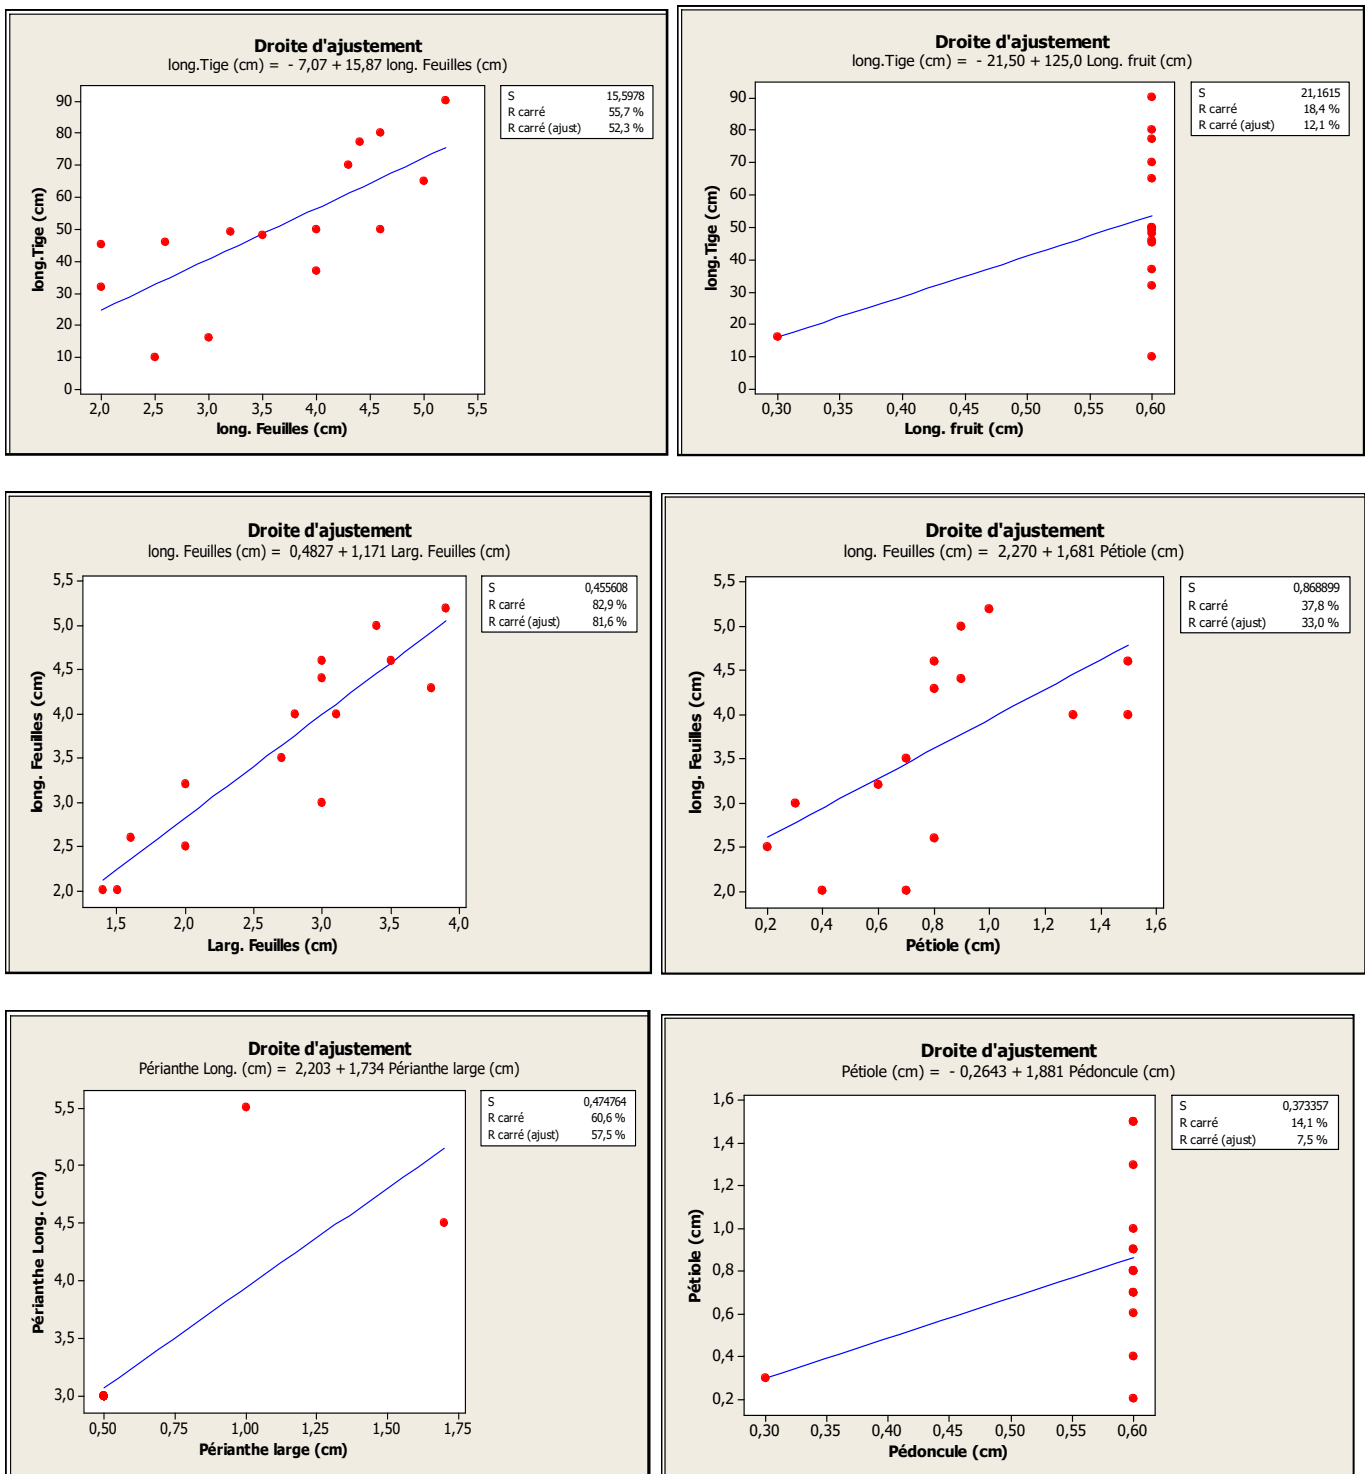 Droite d'ajustement
long.Tige (cm) = - 7,07 + 15,87 long. Feuilles (cm)
S 15,5978
R carré 55,7 %
R carré (ajust) 52,3 %
90
80
70
60
50
40
30
20
10
0
long.Tige (cm)
2,0 2,5 3,0 3,5 4,0 4,5 5,0 5,5
long. Feuilles (cm)
Droite d'ajustement
long.Tige (cm) = - 21,50 + 125,0 Long. fruit (cm)
S 21,1615
R carré 18,4 %
R carré (ajust) 12,1 %
90
80
70
60
50
40
30
20
10
0
long.Tige (cm)
0,30 0,35 0,40 0,45 0,50 0,55 0,60
Long. fruit (cm)
Droite d'ajustement
long. Feuilles (cm) = 0,4827 + 1,171 Larg. Feuilles (cm)
S 0,455608
R carré 82,9 %
R carré (ajust) 81,6 %
5,5
5,0
4,5
4,0
3,5
3,0
2,5
2,0
long. Feuilles (cm)
1,5 2,0 2,5 3,0 3,5 4,0
Larg. Feuilles (cm)
Droite d'ajustement
long. Feuilles (cm) = 2,270 + 1,681 Pétiole (cm)
S 0,868899
R carré 37,8 %
R carré (ajust) 33,0 %
5,5
5,0
4,5
4,0
3,5
3,0
2,5
2,0
long. Feuilles (cm)
0,2 0,4 0,6 0,8 1,0 1,2 1,4 1,6
Pétiole (cm)
Droite d'ajustement
Périanthe Long. (cm) = 2,203 + 1,734 Périanthe large (cm)
S 0,474764
R carré 60,6 %
R carré (ajust) 57,5 %
5,5
5,0
4,5
4,0
3,5
3,0
Périanthe Long. (cm)
0,50 0,75 1,00 1,25 1,50 1,75
Périanthe large (cm)
Droite d'ajustement
Pétiole (cm) = - 0,2643 + 1,881 Pédoncule (cm)
S 0,373357
R carré 14,1 %
R carré (ajust) 7,5 %
1,6
1,4
1,2
1,0
0,8
0,6
0,4
0,2
Pétiole (cm)
0,30 0,35 0,40 0,45 0,50 0,55 0,60
Pédoncule (cm)